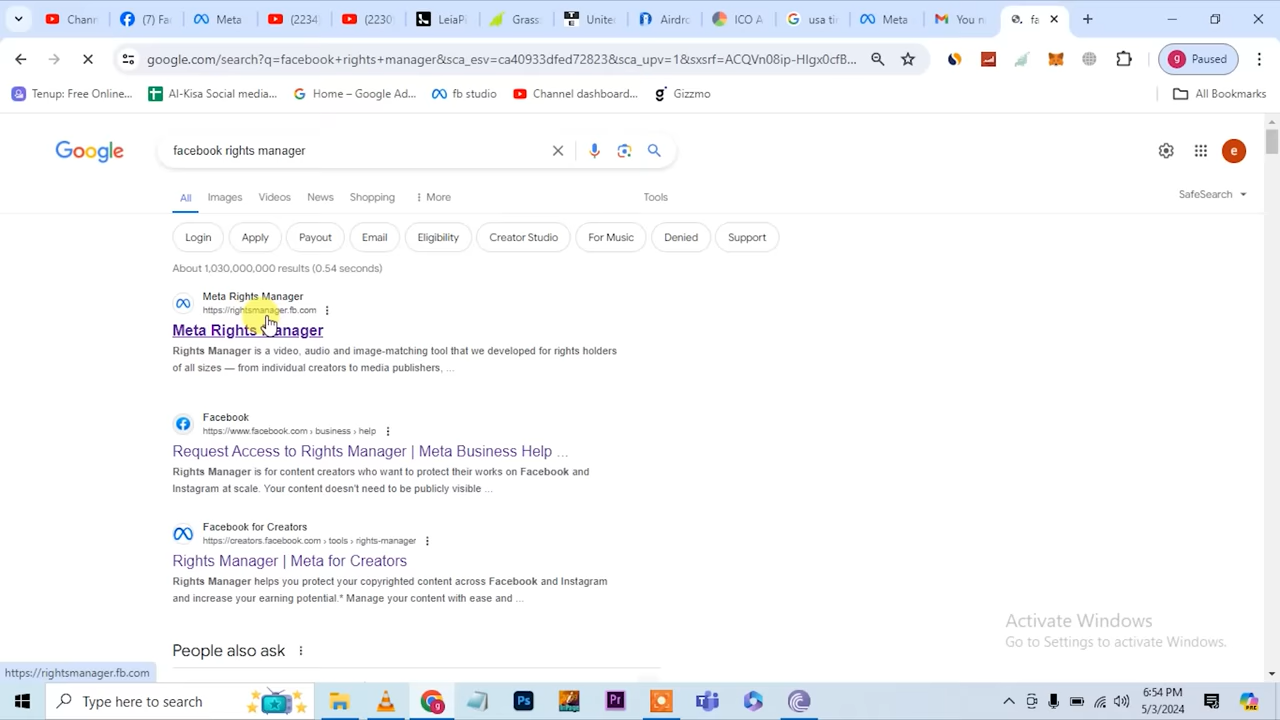 Chann
(7) Fa
Meta
(2234
(2230
LeiaP
Grass
Unite
Airdro
ICO A
usa ti
Meta
You n
fa
google.com/search?q=facebook+rights+manager&sca_esv=ca40933dfed72823&sca_upv=1&sxsrf=ACQVn08ip-HIgx0cfB...
g
Paused
Tenup: Free Online...
Al-Kisa Social media...
Home – Google Ad...
fb studio
Channel dashboard...
Gizzmo
All Bookmarks
Google
facebook rights manager
e
All
Images
Videos
News
Shopping
More
Tools
SafeSearch
Login
Apply
Payout
Email
Eligibility
Creator Studio
For Music
Denied
Support
About 1,030,000,000 results (0.54 seconds)
Meta Rights Manager
https://rightsmanager.fb.com
Meta Rights Manager
Rights Manager is a video, audio and image-matching tool that we developed for rights holders
of all sizes — from individual creators to media publishers, ...
Facebook
https://www.facebook.com › business › help
Request Access to Rights Manager | Meta Business Help ...
Rights Manager is for content creators who want to protect their works on Facebook and
Instagram at scale. Your content doesn't need to be publicly visible ...
Facebook for Creators
https://creators.facebook.com › tools › rights-manager
Rights Manager | Meta for Creators
Rights Manager helps you protect your copyrighted content across Facebook and Instagram
and increase your earning potential.* Manage your content with ease and ...
People also ask
Activate Windows
Go to Settings to activate Windows.
https://rightsmanager.fb.com
Type here to search
Ps
Pr
6:54 PM
5/3/2024